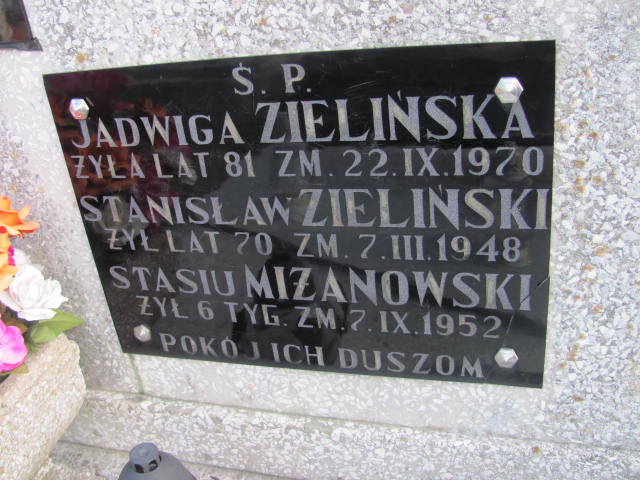 Ś. P.
JADWIGA ZIELIŃSKA
ŻYŁA LAT 81 ZM. 22.IX.1970
STANISŁAW ZIELIŃSKI
ŻYŁ LAT 70 ZM. 7.III.1948
STASIU MIZANOWSKI
ŻYŁ 6 TYG. ZM. 7.IX.1952
POKÓJ ICH DUSZOM